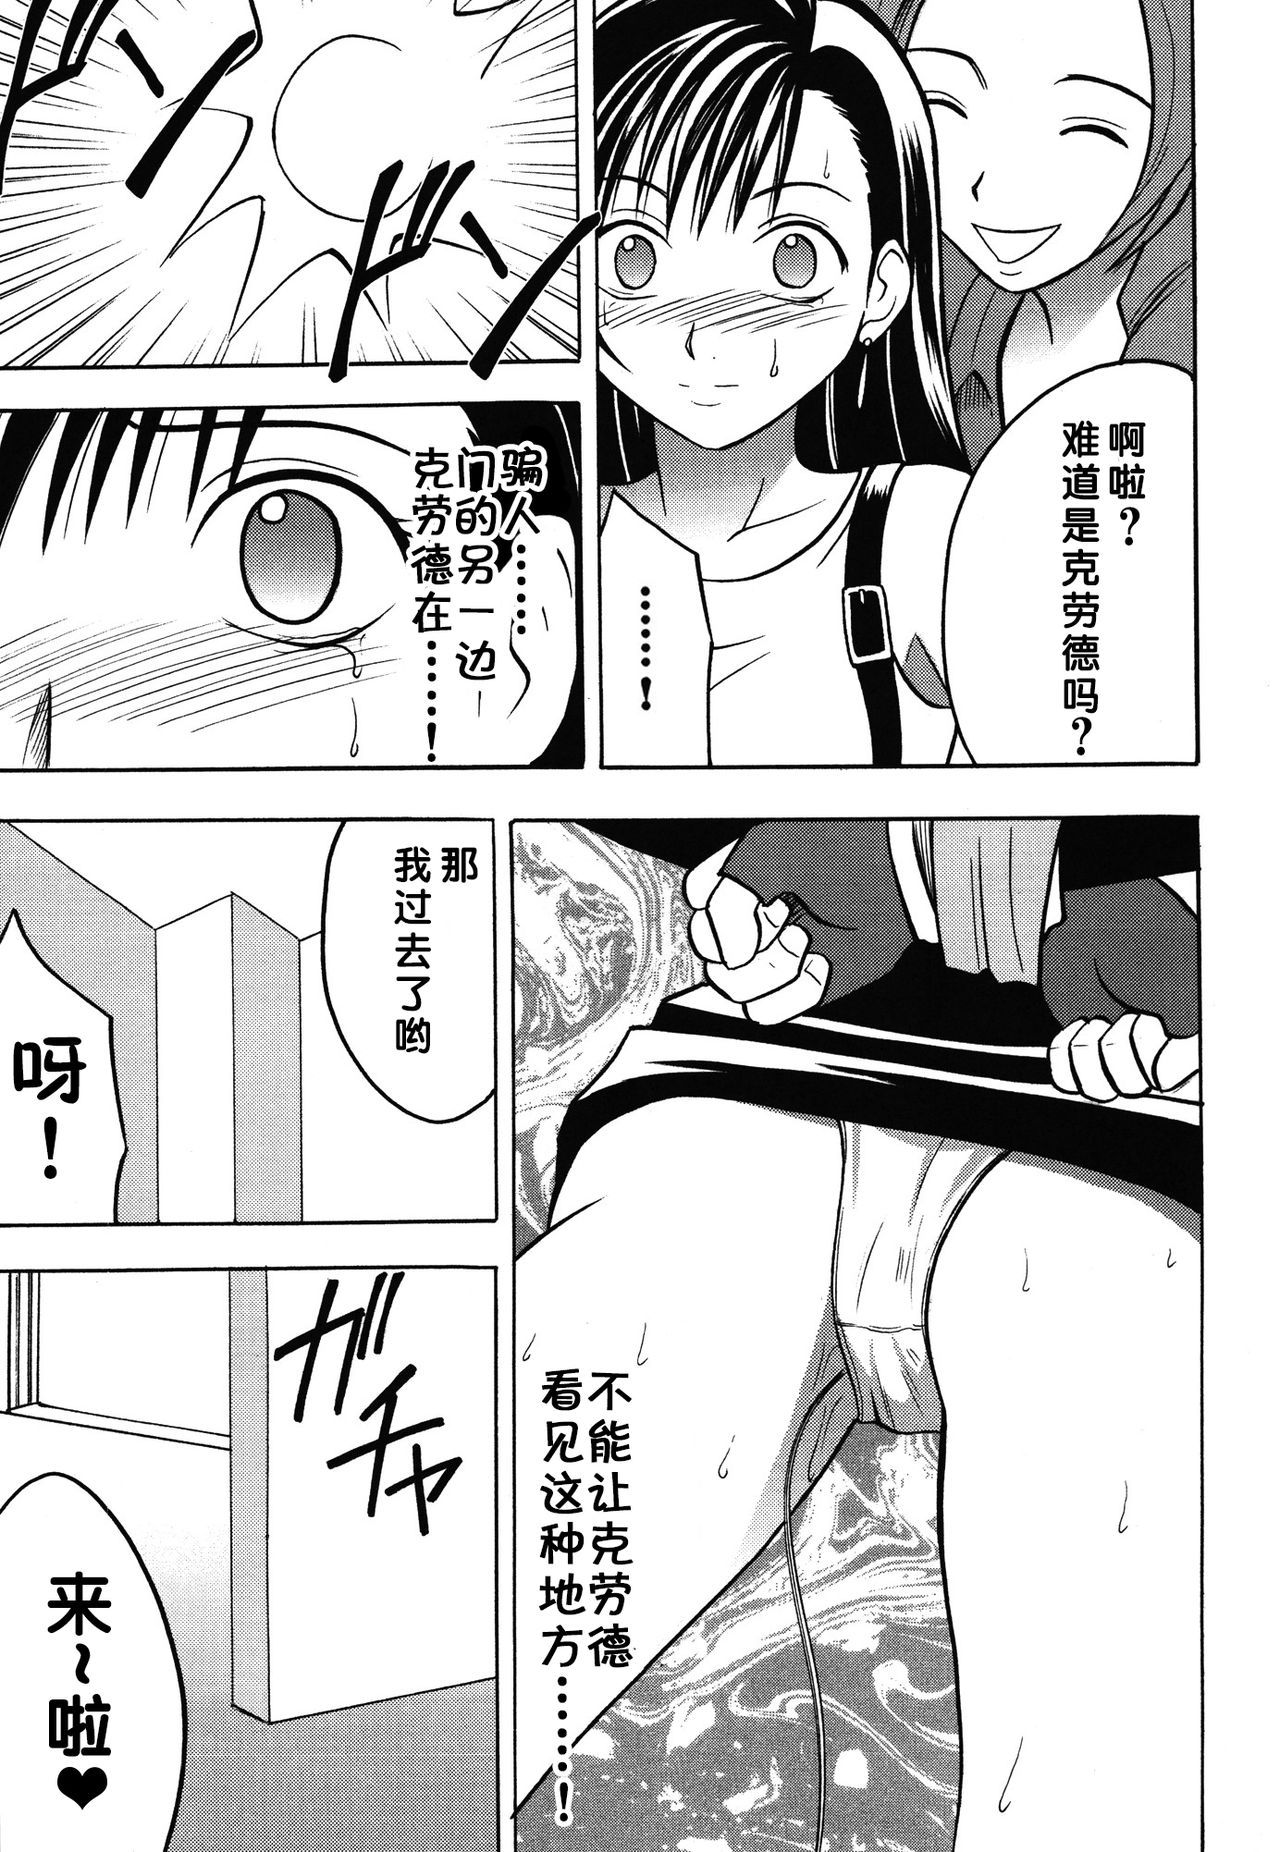 啊啦？
难道是克劳德吗？
……！
ドン
ドン
骗人……
门的另一边
克劳德在……！
不能让克劳德
看见这种地方……！
那
我过去了哟
呀！
ガチャ
来～啦♥